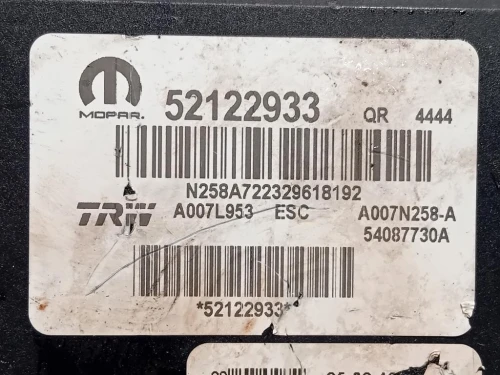 52122933 QR 4444
MOPAR.
N258A722329618192
TRW A007L953 ESC A007N258-A
54087730A
*52122933*